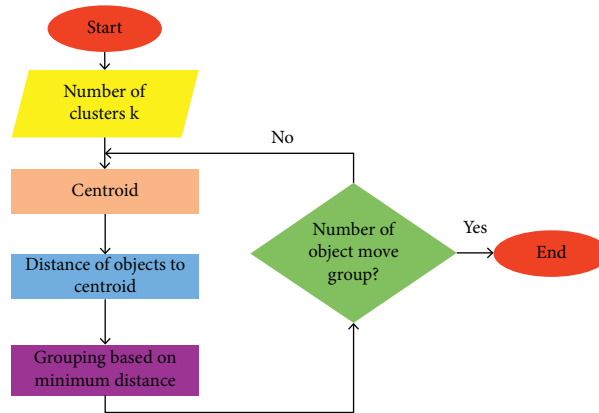 Start
Number of
clusters k
No
Centroid
Number of
object move
group?
Yes
End
Distance of objects to
centroid
Grouping based on
minimum distance